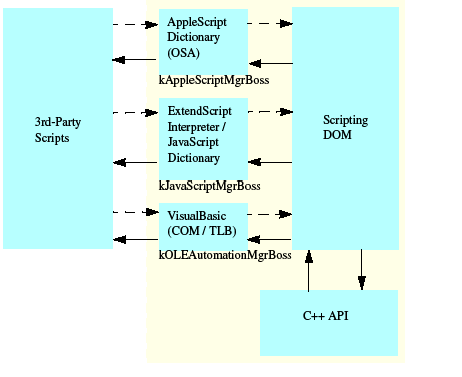 3rd-Party
Scripts
AppleScript
Dictionary
(OSA)
kAppleScriptMgrBoss
ExtendScript
Interpreter /
JavaScript
Dictionary
kJavaScriptMgrBoss
VisualBasic
(COM / TLB)
kOLEAutomationMgrBoss
Scripting
DOM
C++ API